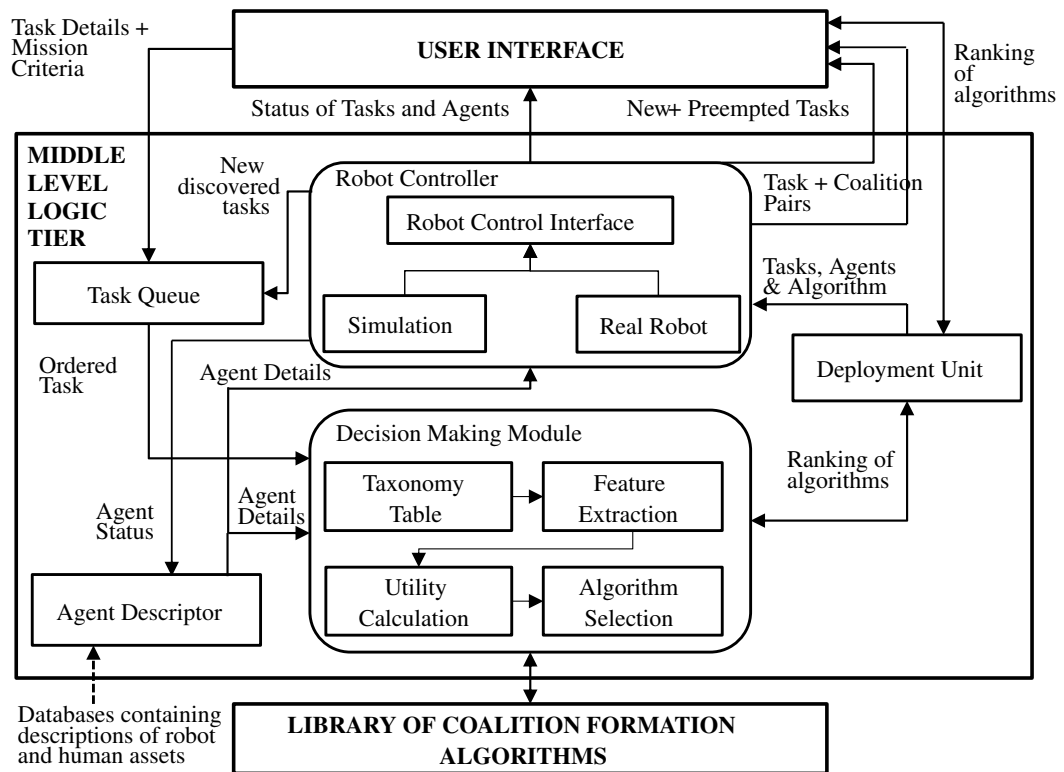 Task Details +
Mission
Criteria
USER INTERFACE
Ranking
of
algorithms
Status of Tasks and Agents
New+ Preempted Tasks
MIDDLE
LEVEL
LOGIC
TIER
New
discovered
tasks
Robot Controller
Robot Control Interface
Simulation
Real Robot
Task + Coalition
Pairs
Task Queue
Tasks, Agents
& Algorithm
Deployment Unit
Ordered
Task
Agent Details
Decision Making Module
Taxonomy
Table
Feature
Extraction
Utility
Calculation
Algorithm
Selection
Ranking of
algorithms
Agent
Status
Agent
Details
Agent Descriptor
Databases containing
descriptions of robot
and human assets
LIBRARY OF COALITION FORMATION
ALGORITHMS